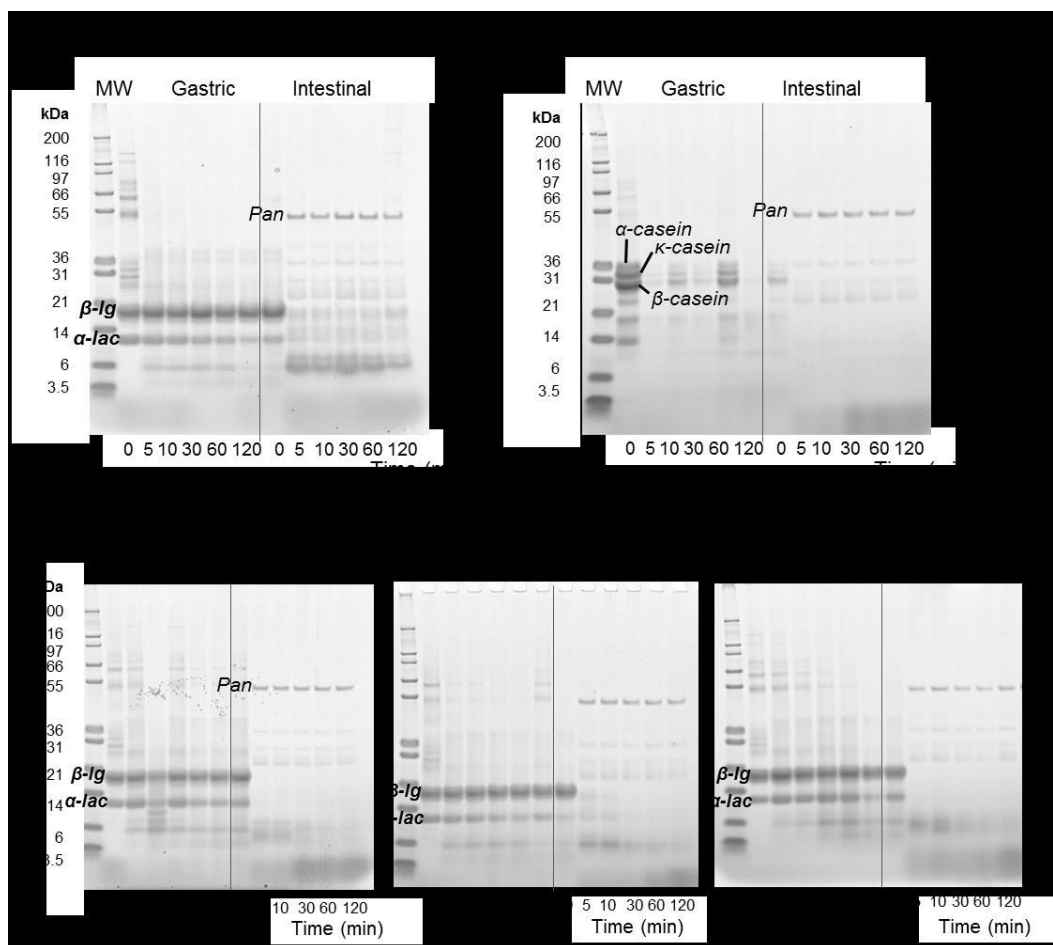 MW Gastric Intestinal
kDa
200
116
97
66
55
36
31
21
14
6
3.5
Pan
β-lg
α-lac
0 5 10 30 60 120 0 5 10 30 60 120
MW Gastric Intestinal
kDa
200
116
97
66
55
36
31
21
14
6
3.5
Pan
α-casein
κ-casein
β-casein
0 5 10 30 60 120 0 5 10 30 60 120
Da
00
16
97
66
55
36
31
21
14
6
3.5
Pan
β-lg
α-lac
10 30 60 120
Time (min)
β-lg
-lac
5 10 30 60 120
Time (min)
β-lg
α-lac
10 30 60 120
Time (min)